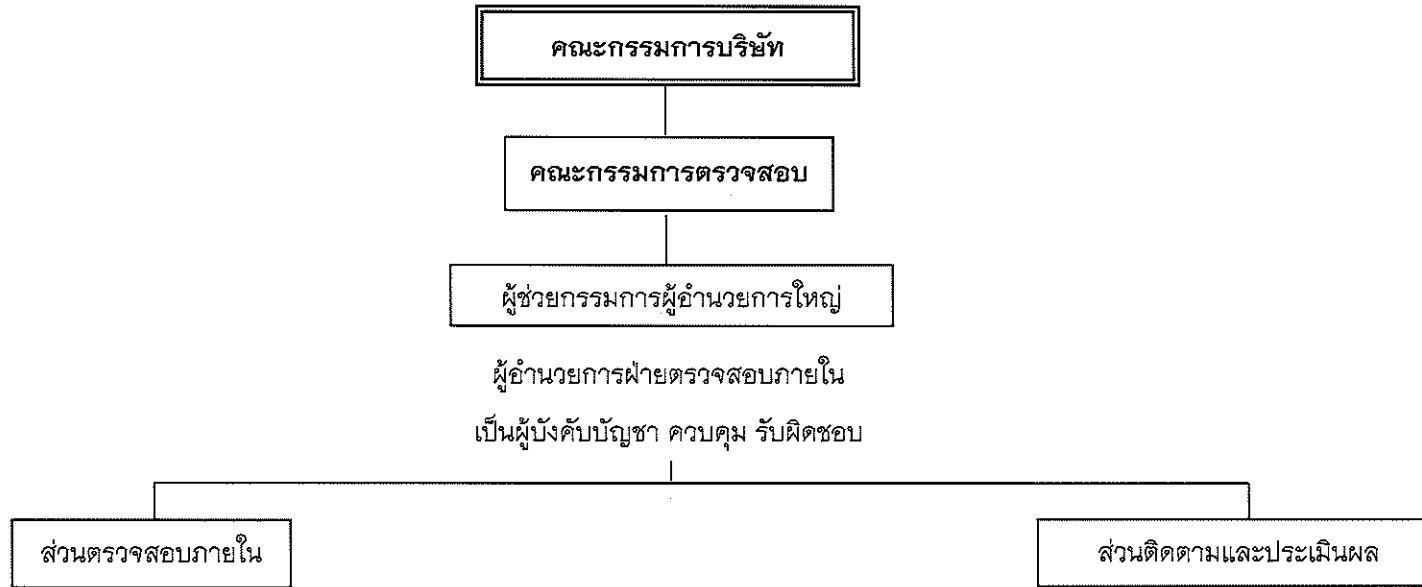 คณะกรรมการบริษัท
คณะกรรมการตรวจสอบ
ผู้ช่วยกรรมการผู้อำนวยการใหญ่
ผู้อำนวยการฝ่ายตรวจสอบภายใน
เป็นผู้บังคับบัญชา ควบคุม รับผิดชอบ
ส่วนตรวจสอบภายใน
ส่วนติดตามและประเมินผล